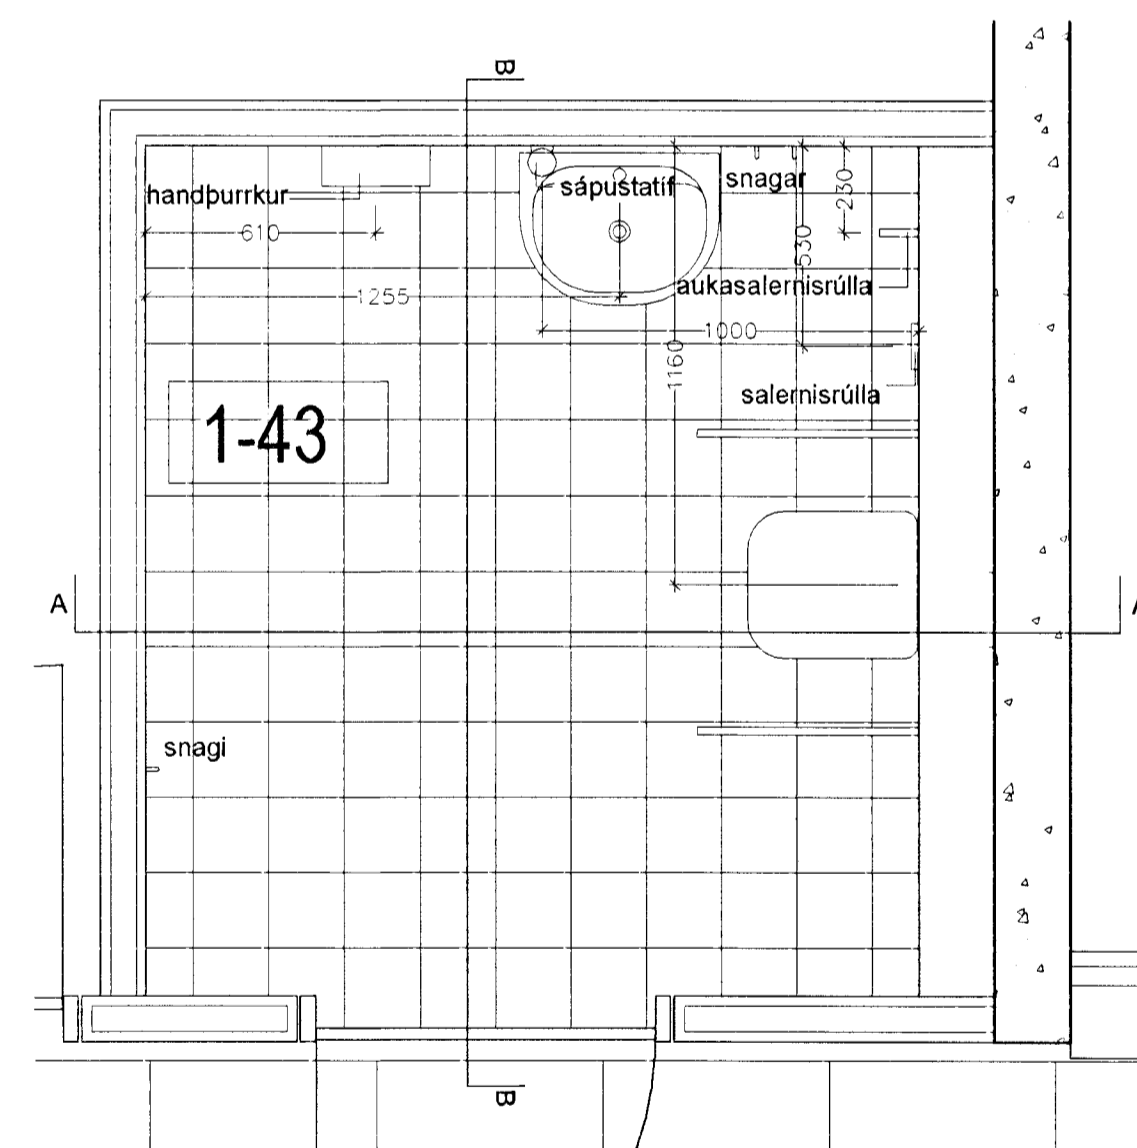 B
handþurrkur
sápustatíf
snagar
230
610
530
1255
aukasalernisrúlla
1000
1160
salernisrúlla
1-43
A
A
snagi
B